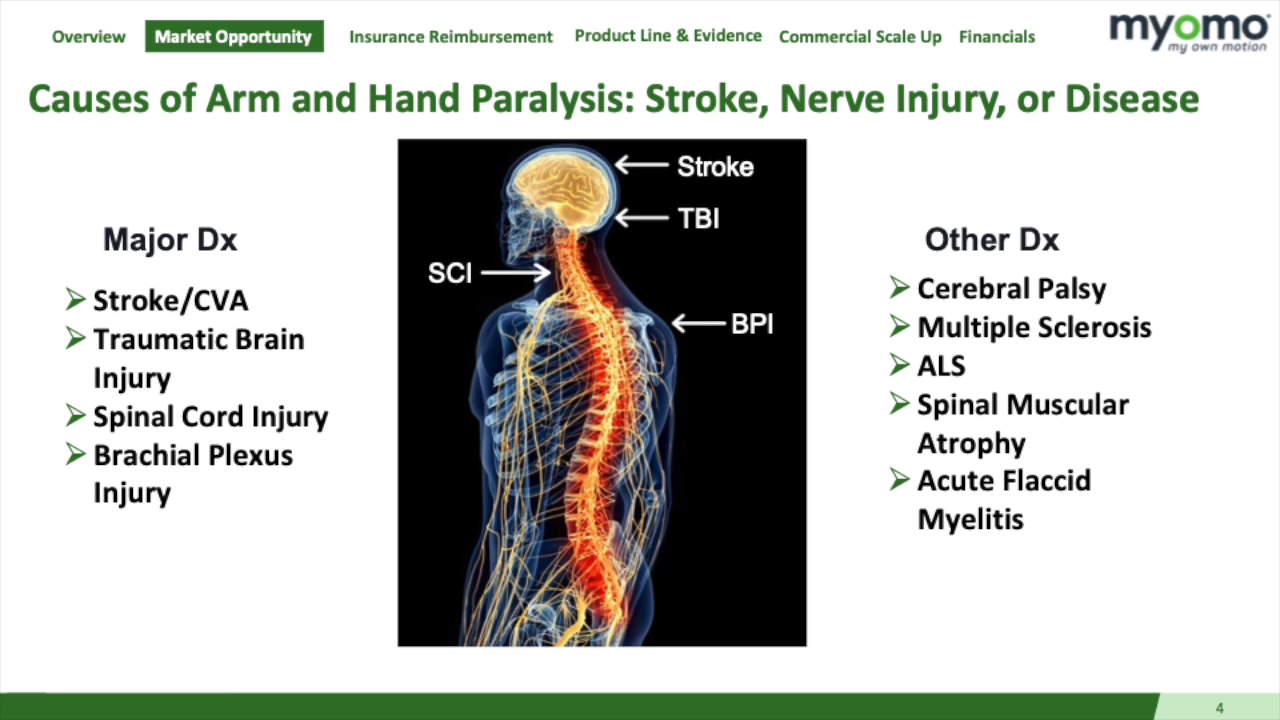 Overview Market Opportunity Insurance Reimbursement Product Line & Evidence Commercial Scale Up Financials
myomo
my own motion
Causes of Arm and Hand Paralysis: Stroke, Nerve Injury, or Disease
Major Dx
Stroke/CVA
Traumatic Brain
Injury
Spinal Cord Injury
Brachial Plexus
Injury
Stroke
TBI
SCI
BPI
Other Dx
Cerebral Palsy
Multiple Sclerosis
ALS
Spinal Muscular
Atrophy
Acute Flaccid
Myelitis
4